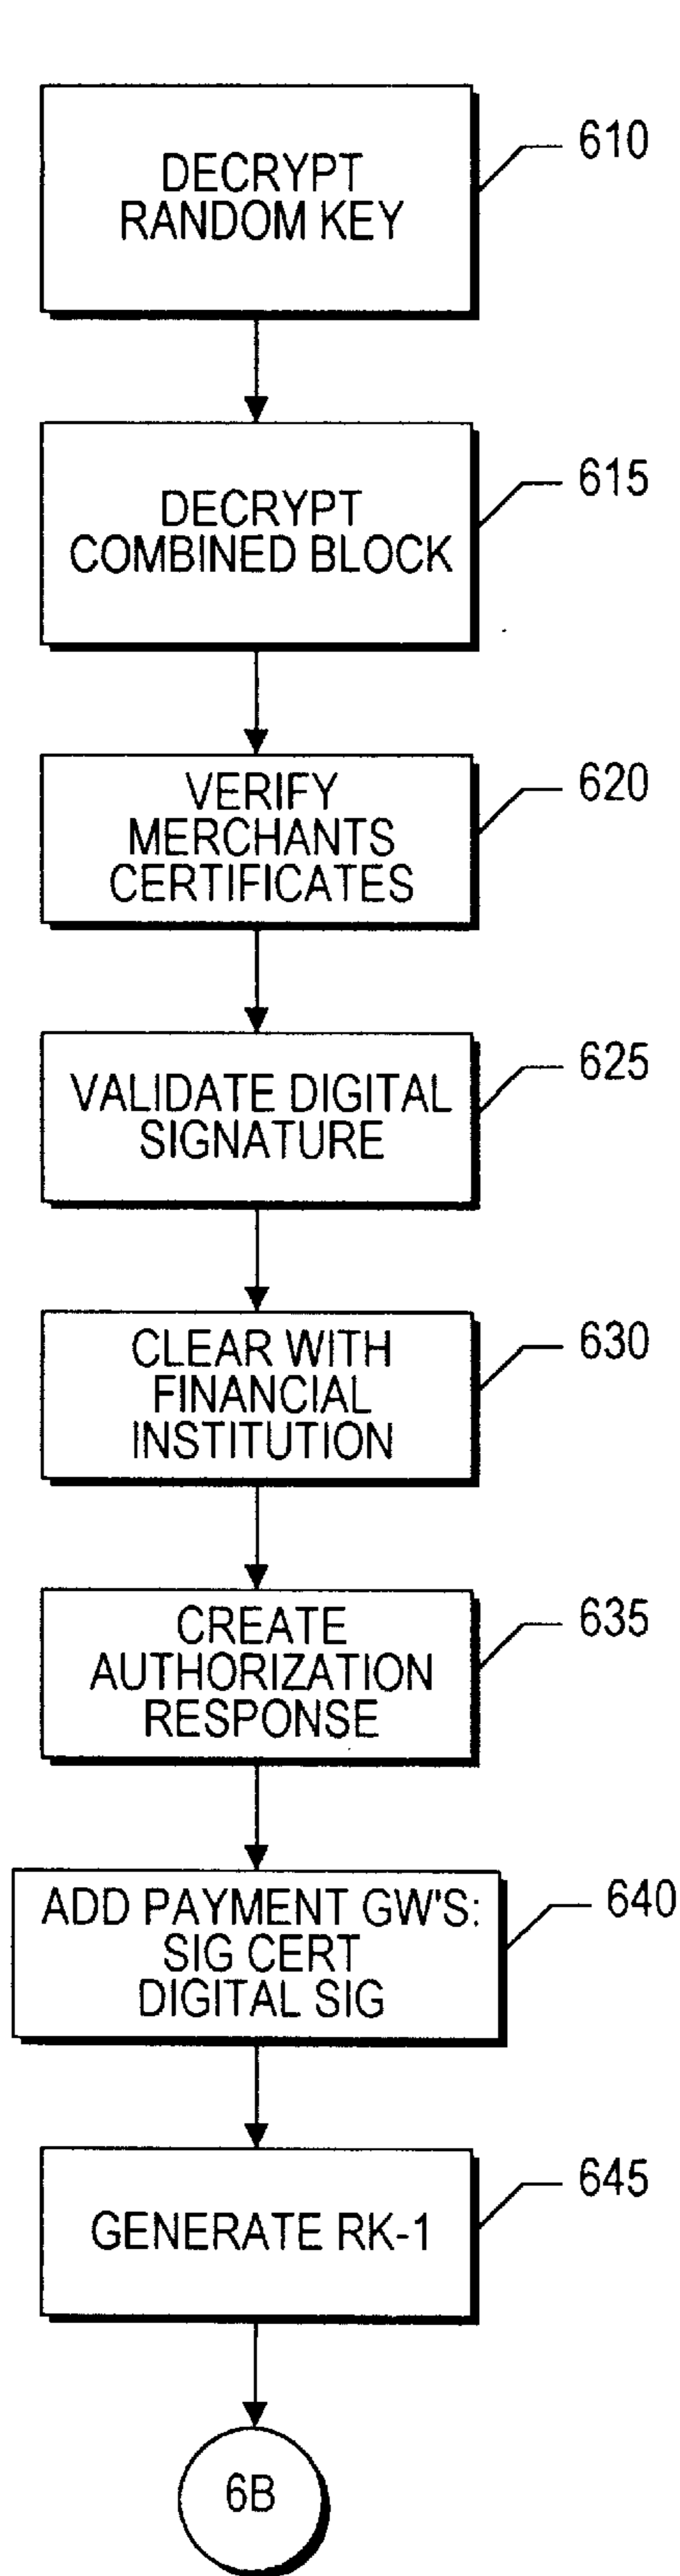 DECRYPT
RANDOM KEY
610
DECRYPT
COMBINED BLOCK
615
VERIFY
MERCHANTS
CERTIFICATES
620
VALIDATE DIGITAL
SIGNATURE
625
CLEAR WITH
FINANCIAL
INSTITUTION
630
CREATE
AUTHORIZATION
RESPONSE
635
ADD PAYMENT GW'S:
SIG CERT
DIGITAL SIG
640
GENERATE RK-1
645
6B